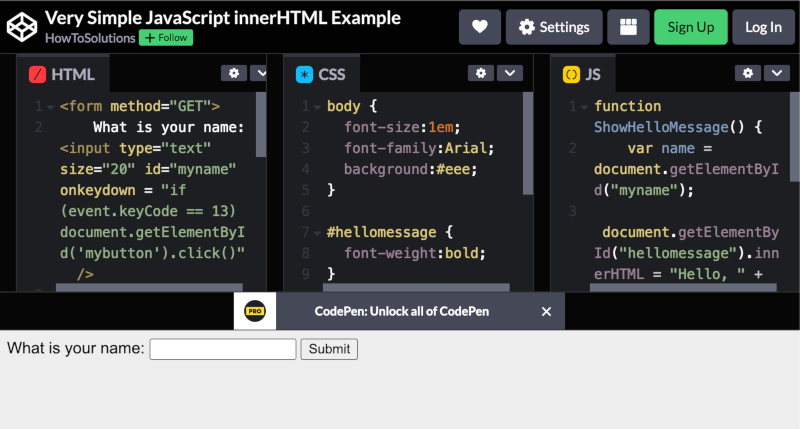 Very Simple JavaScript innerHTML Example
HowToSolutions
+ Follow
Settings
Sign Up
Log In
HTML
1 <form method="GET">
2 What is your name:
<input type="text"
size="20" id="myname"
onkeydown = "if
(event.keyCode == 13)
document.getElementByI
d('mybutton').click()"
/>
CSS
1 body {
2 font-size:1em;
3 font-family:Arial;
4 background:#eee;
5 }
6
7 #hellomessage {
8 font-weight:bold;
9 }
JS
1 function
ShowHelloMessage() {
2 var name =
document.getElementByI
d("myname");
3
document.getElementBy
Id("hellomessage").inn
erHTML = "Hello, " +
PRO
CodePen: Unlock all of CodePen
What is your name:
Submit